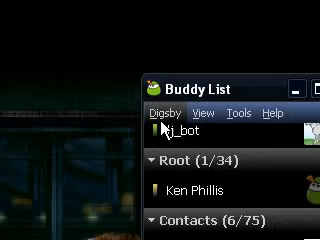 Buddy List
Digsby View Tools Help
j_bot
Root (1/34)
Ken Phillis
Contacts (6/75)